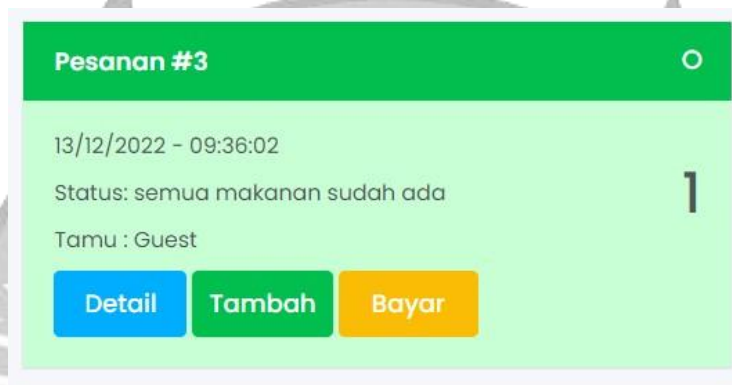 Pesanan #3
13/12/2022 - 09:36:02
Status: semua makanan sudah ada
1
Tamu : Guest
Detail Tambah Bayar